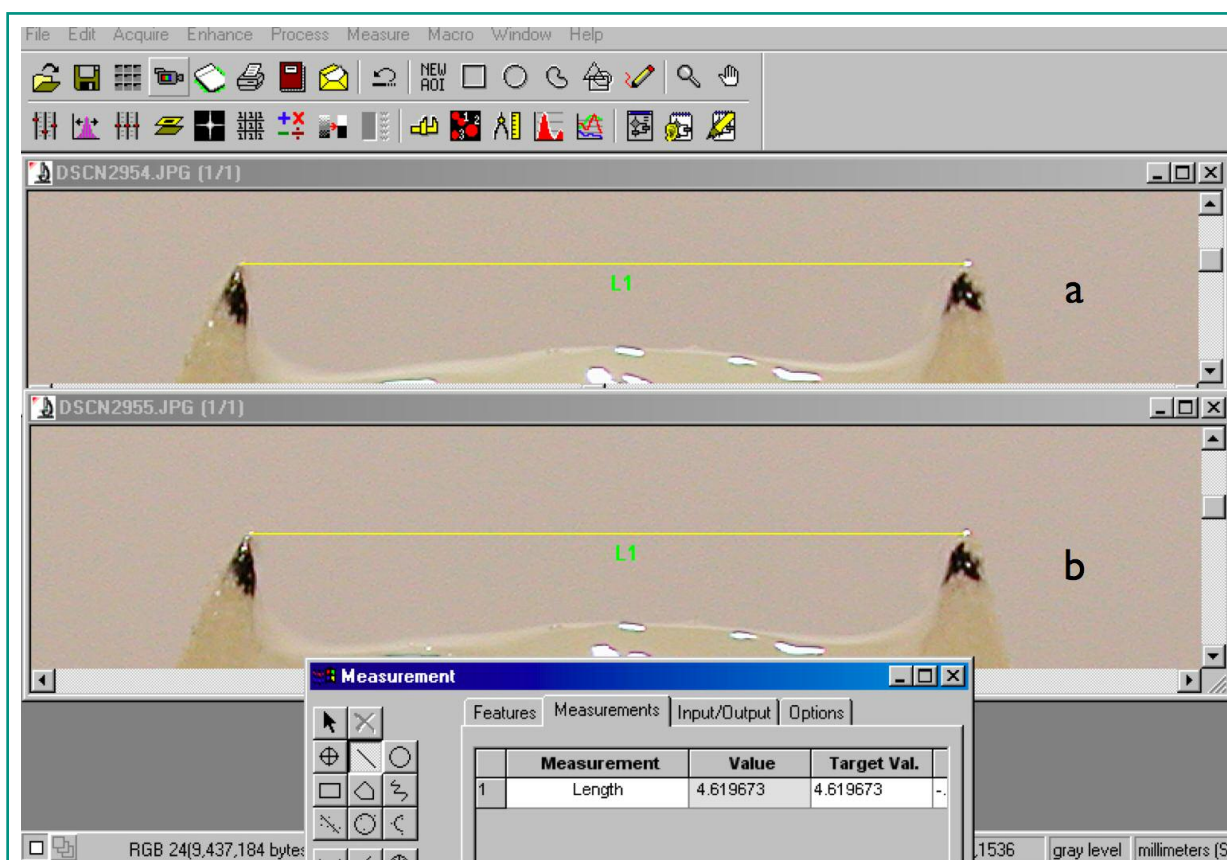 File Edit Acquire Enhance Process Measure Macro Window Help
NEW
AOI
DSCN2954.JPG (1/1)
L1
a
DSCN2955.JPG (1/1)
L1
b
Measurement
Features Measurements Input/Output Options
Measurement Value Target Val.
1 Length 4.619673 4.619673 -.
RGB 24(9,437,184 bytes ,1536 gray level millimeters (S